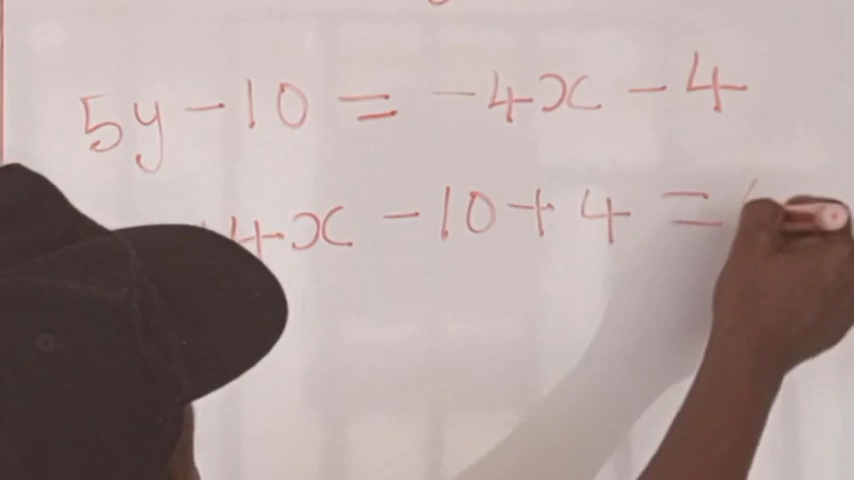 5y - 10 = -4x - 4
4x - 10 + 4 =